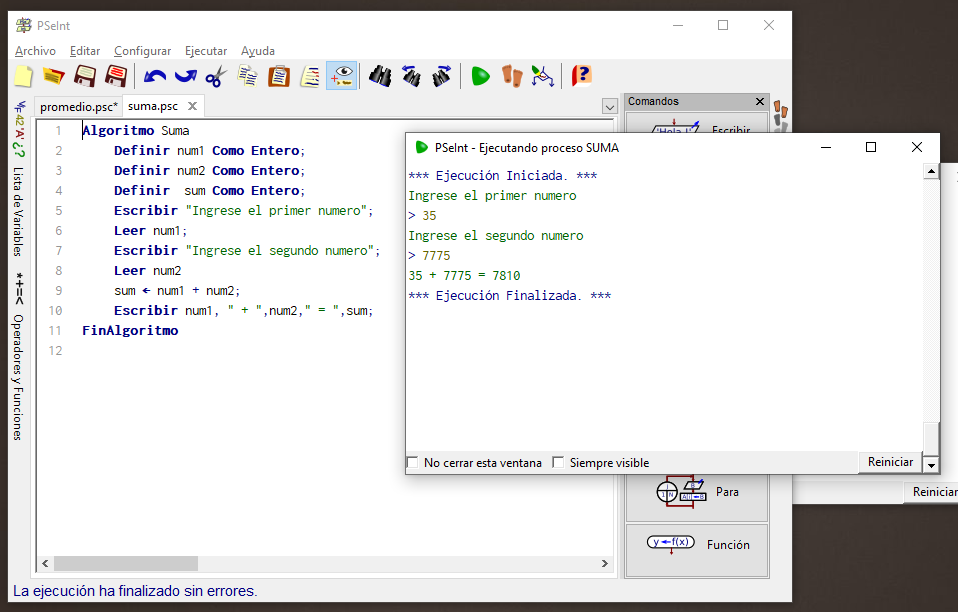 PSeInt
Archivo Editar Configurar Ejecutar Ayuda
promedio.psc* suma.psc
Lista de Variables
*+=<
Operadores y Funciones
1 Algoritmo Suma
2 Definir num1 Como Entero;
3 Definir num2 Como Entero;
4 Definir  sum Como Entero;
5 Escribir "Ingrese el primer numero";
6 Leer num1;
7 Escribir "Ingrese el segundo numero";
8 Leer num2
9 sum ← num1 + num2;
10 Escribir num1, " + ",num2," = ",sum;
11 FinAlgoritmo
12
Comandos
'Hola !' Escribir
PSeInt - Ejecutando proceso SUMA
*** Ejecución Iniciada. ***
Ingrese el primer numero
> 35
Ingrese el segundo numero
> 7775
35 + 7775 = 7810
*** Ejecución Finalizada. ***
No cerrar esta ventana Siempre visible Reiniciar
Para
Reiniciar
y←f(x) Función
La ejecución ha finalizado sin errores.